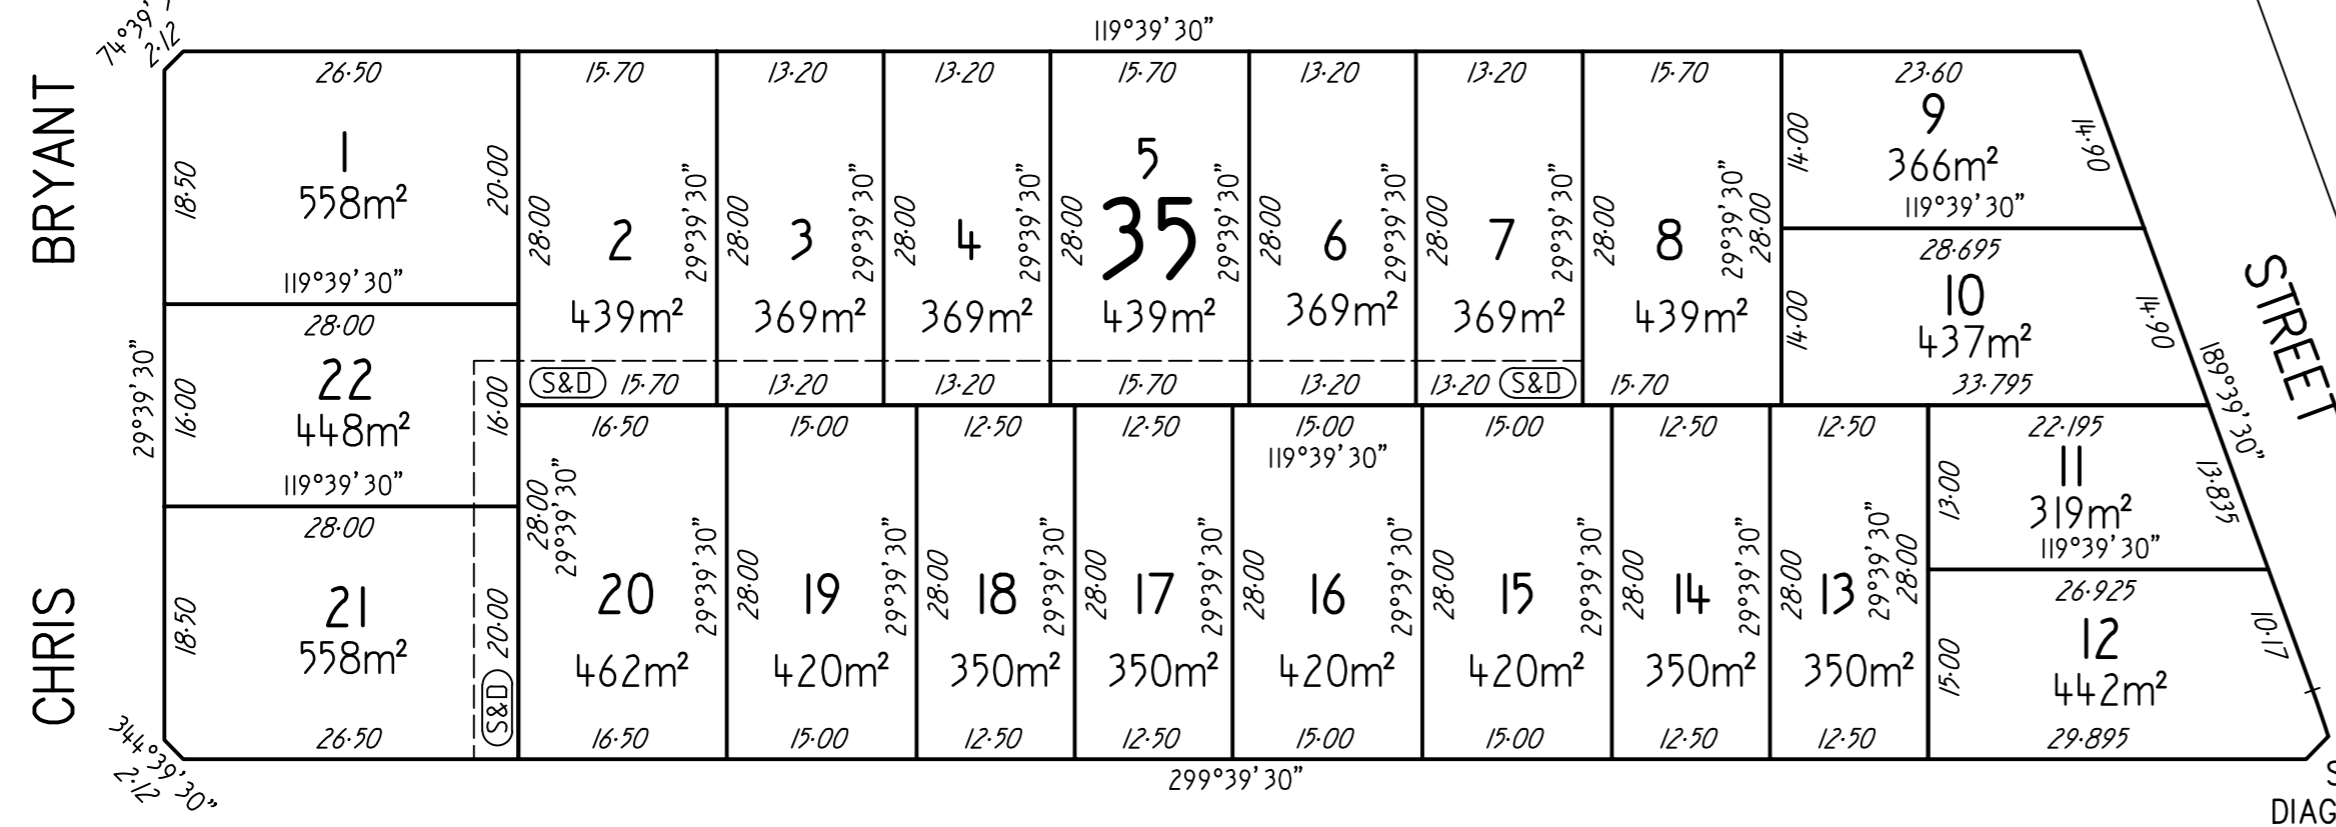 119°39'30"
74°39'
2·12
26·50 15·70 13·20 13·20 15·70 13·20 13·20 15·70 23·60
BRYANT
1
558m²
18·50
20·00
119°39'30"
28·00
2
439m²
29°39'30"
28·00
3
369m²
29°39'30"
28·00
4
369m²
29°39'30"
28·00
5
35
439m²
29°39'30"
28·00
6
369m²
29°39'30"
28·00
7
369m²
29°39'30"
28·00
8
439m²
29°39'30"
28·00
14·00
9
366m²
119°39'30"
14·90
28·695
14·00
10
437m²
33·795
14·90
189°39'30"
STREET
28·00
29°39'30"
16·00
22
448m²
16·00
119°39'30"
S&D 15·70 13·20 13·20 15·70 13·20 13·20 S&D 15·70
16·50 15·00 12·50 12·50 15·00 15·00 12·50 12·50 22·195
119°39'30"
28·00
18·50
21
558m²
20·00
S&D
26·50
CHRIS
344°39'30"
2·12
28·00
29°39'30"
20
462m²
29°39'30"
28·00
19
420m²
29°39'30"
28·00
18
350m²
29°39'30"
28·00
17
350m²
29°39'30"
28·00
16
420m²
29°39'30"
28·00
15
420m²
29°39'30"
28·00
14
350m²
29°39'30"
28·00
13
350m²
29°39'30"
28·00
13·00
11
319m²
119°39'30"
13·835
26·925
15·00
12
442m²
10·17
16·50 15·00 12·50 12·50 15·00 15·00 12·50 12·50 29·895
299°39'30"
S
DIAG